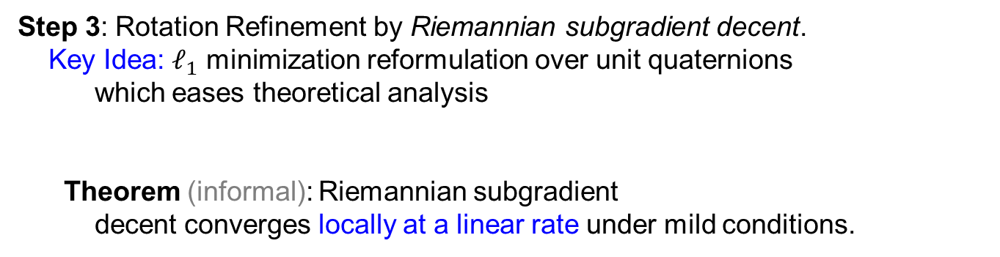 Step 3: Rotation Refinement by Riemannian subgradient decent.
Key Idea: ℓ₁ minimization reformulation over unit quaternions
which eases theoretical analysis
Theorem (informal): Riemannian subgradient
decent converges locally at a linear rate under mild conditions.